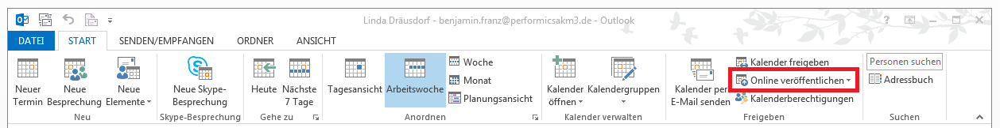 Linda Dräusdorf - benjamin.franz@performicsakm3.de - Outlook
DATEI START SENDEN/EMPFANGEN ORDNER ANSICHT
Neuer Termin
Neue Besprechung
Neue Elemente
Neu
Neue Skype-Besprechung
Skype-Besprechung
Heute
Nächste 7 Tage
Gehe zu
Tagesansicht
Arbeitswoche
Woche
Monat
Planungsansicht
Anordnen
Kalender öffnen
Kalendergruppen
Kalender verwalten
Kalender per E-Mail senden
Kalender freigeben
Online veröffentlichen
Kalenderberechtigungen
Freigeben
Personen suchen
Adressbuch
Suchen